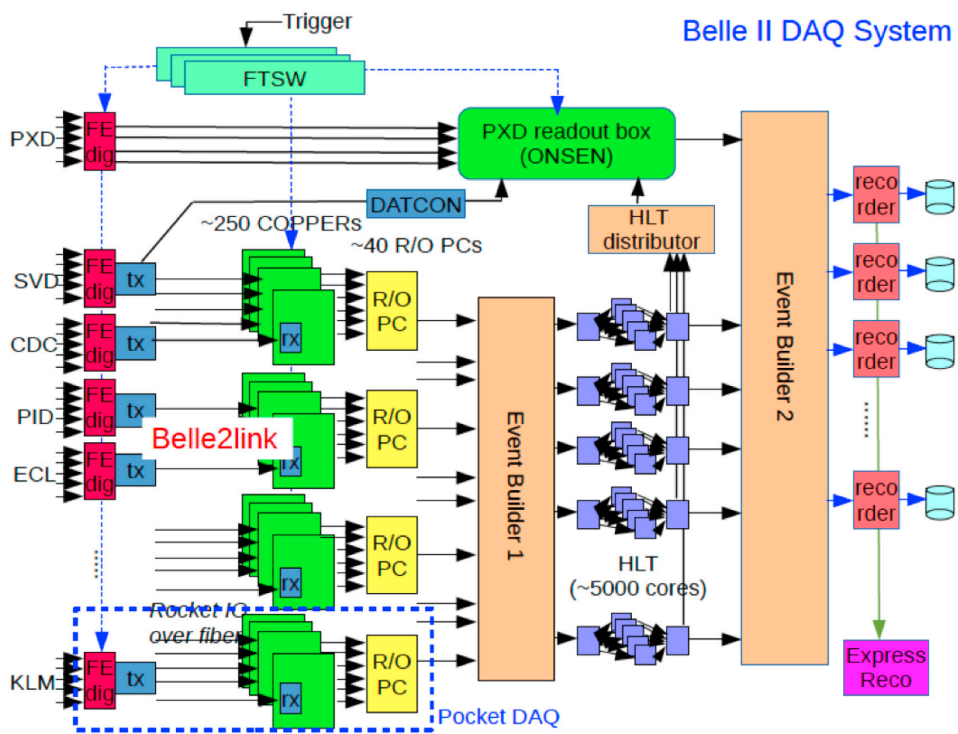 Trigger
Belle II DAQ System
FTSW
PXD
FE
dig
PXD readout box
(ONSEN)
DATCON
~250 COPPERs
~40 R/O PCs
HLT
distributor
reco
rder
SVD
FE
dig
tx
R/O
PC
reco
rder
CDC
FE
dig
tx
rx
Event Builder 1
Event Builder 2
reco
rder
PID
FE
dig
tx
Belle2link
R/O
PC
ECL
FE
dig
tx
rx
reco
rder
R/O
PC
rx
HLT
(~5000 cores)
Rocket IO
over fiber
KLM
FE
dig
tx
rx
R/O
PC
Express
Reco
Pocket DAQ